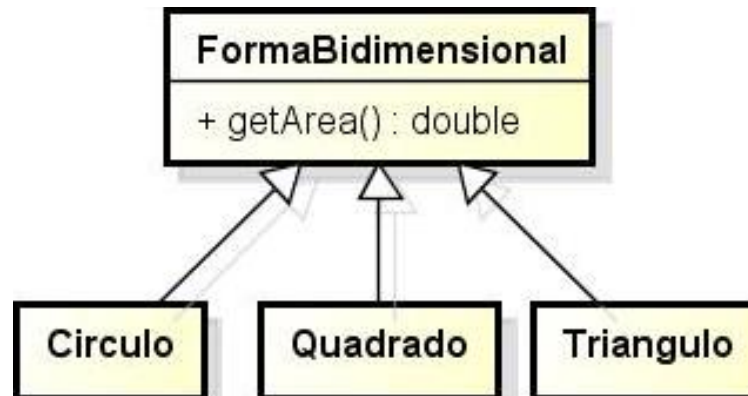 FormaBidimensional
+ getArea() : double
Circulo
Quadrado
Triangulo